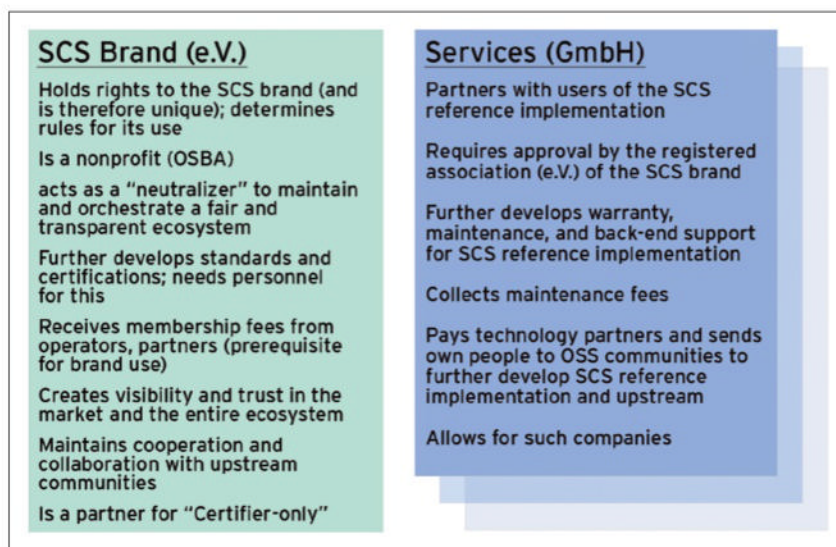 SCS Brand (e.V.)
Holds rights to the SCS brand (and
is therefore unique); determines
rules for its use
Is a nonprofit (OSBA)
acts as a “neutralizer” to maintain
and orchestrate a fair and
transparent ecosystem
Further develops standards and
certifications; needs personnel
for this
Receives membership fees from
operators, partners (prerequisite
for brand use)
Creates visibility and trust in the
market and the entire ecosystem
Maintains cooperation and
collaboration with upstream
communities
Is a partner for “Certifier-only”
Services (GmbH)
Partners with users of the SCS
reference implementation
Requires approval by the registered
association (e.V.) of the SCS brand
Further develops warranty,
maintenance, and back-end support
for SCS reference implementation
Collects maintenance fees
Pays technology partners and sends
own people to OSS communities to
further develop SCS reference
implementation and upstream
Allows for such companies